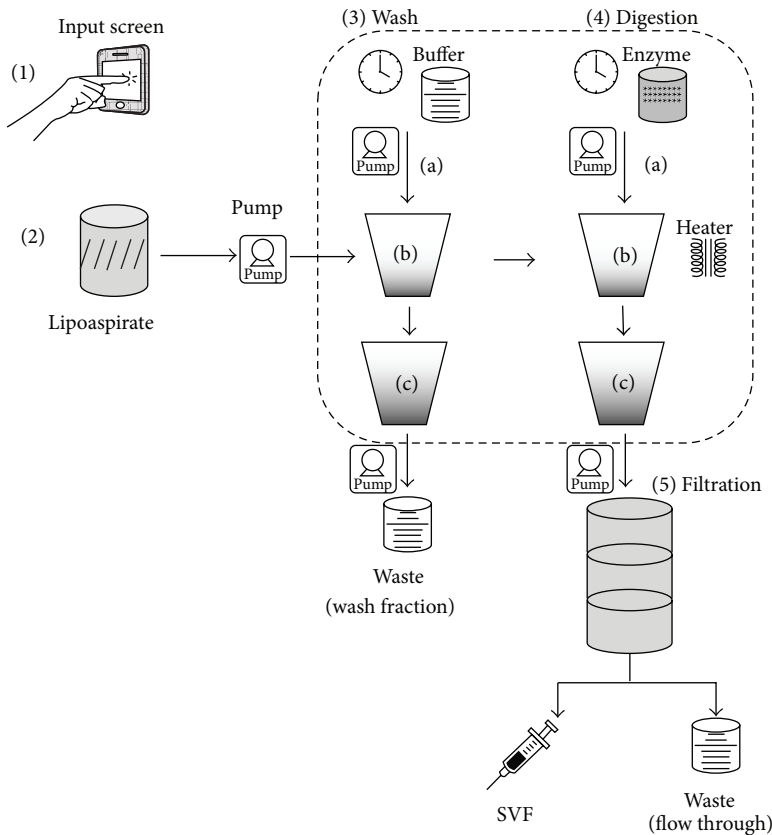 Input screen
(1)
(3) Wash
(4) Digestion
Buffer
Enzyme
Pump
(a)
Pump
(a)
(2)
Lipoaspirate
Pump
Pump
(b)
(b)
Heater
(c)
(c)
Pump
Pump
(5) Filtration
Waste
(wash fraction)
SVF
Waste
(flow through)